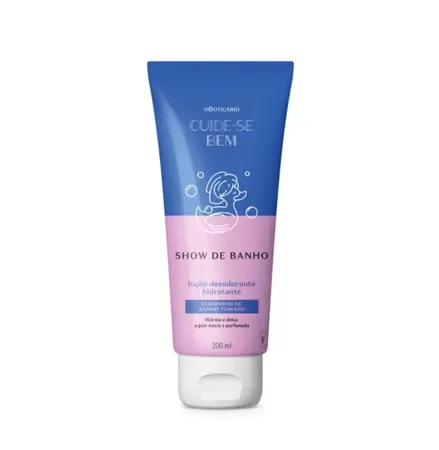 oBoticário
CUIDE-SE
BEM
SHOW DE BANHO
loção desodorante
hidratante
CHEIRINHO DE
BANHO TOMADO
Hidrata e deixa
a pele macia e perfumada
200 ml